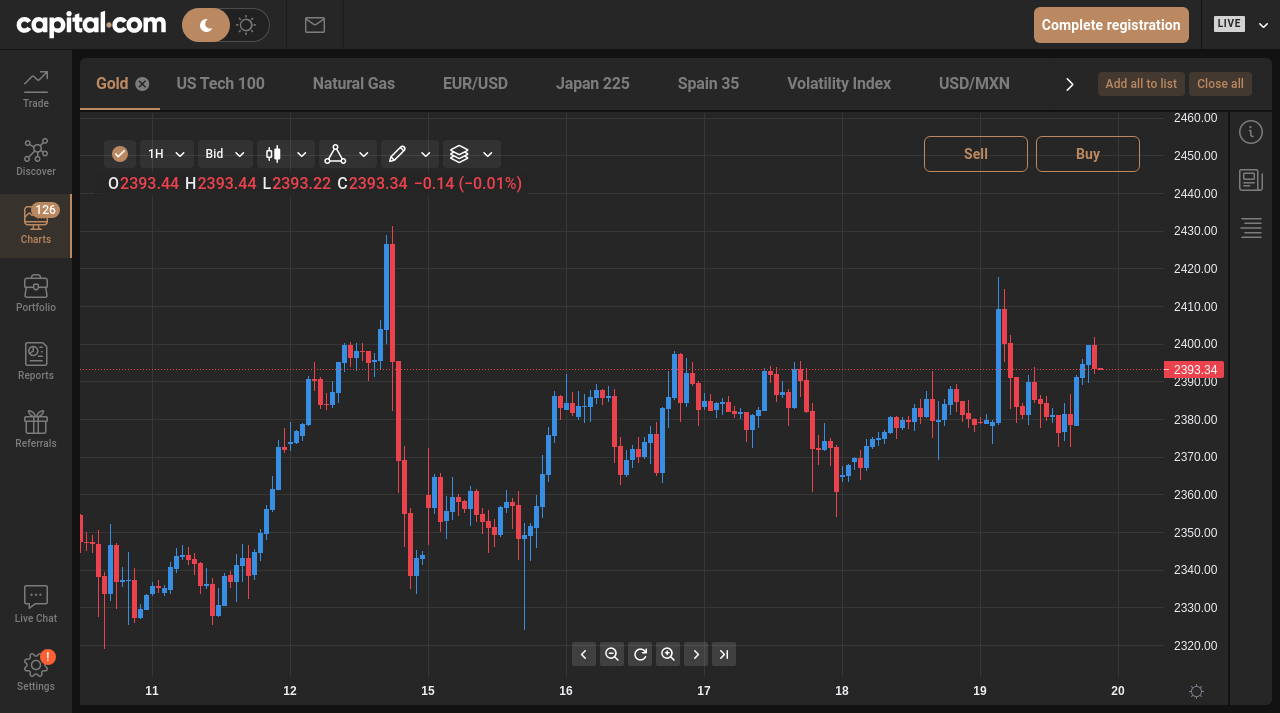 capital.com
Complete registration
LIVE
Trade
Discover
126
Charts
Portfolio
Reports
Referrals
Live Chat
!
Settings
Gold
US Tech 100
Natural Gas
EUR/USD
Japan 225
Spain 35
Volatility Index
USD/MXN
Add all to list
Close all
1H
Bid
Sell
Buy
O2393.44 H2393.44 L2393.22 C2393.34 −0.14 (−0.01%)
2460.00
2450.00
2440.00
2430.00
2420.00
2410.00
2400.00
2393.34
2390.00
2380.00
2370.00
2360.00
2350.00
2340.00
2330.00
2320.00
11 12 15 16 17 18 19 20